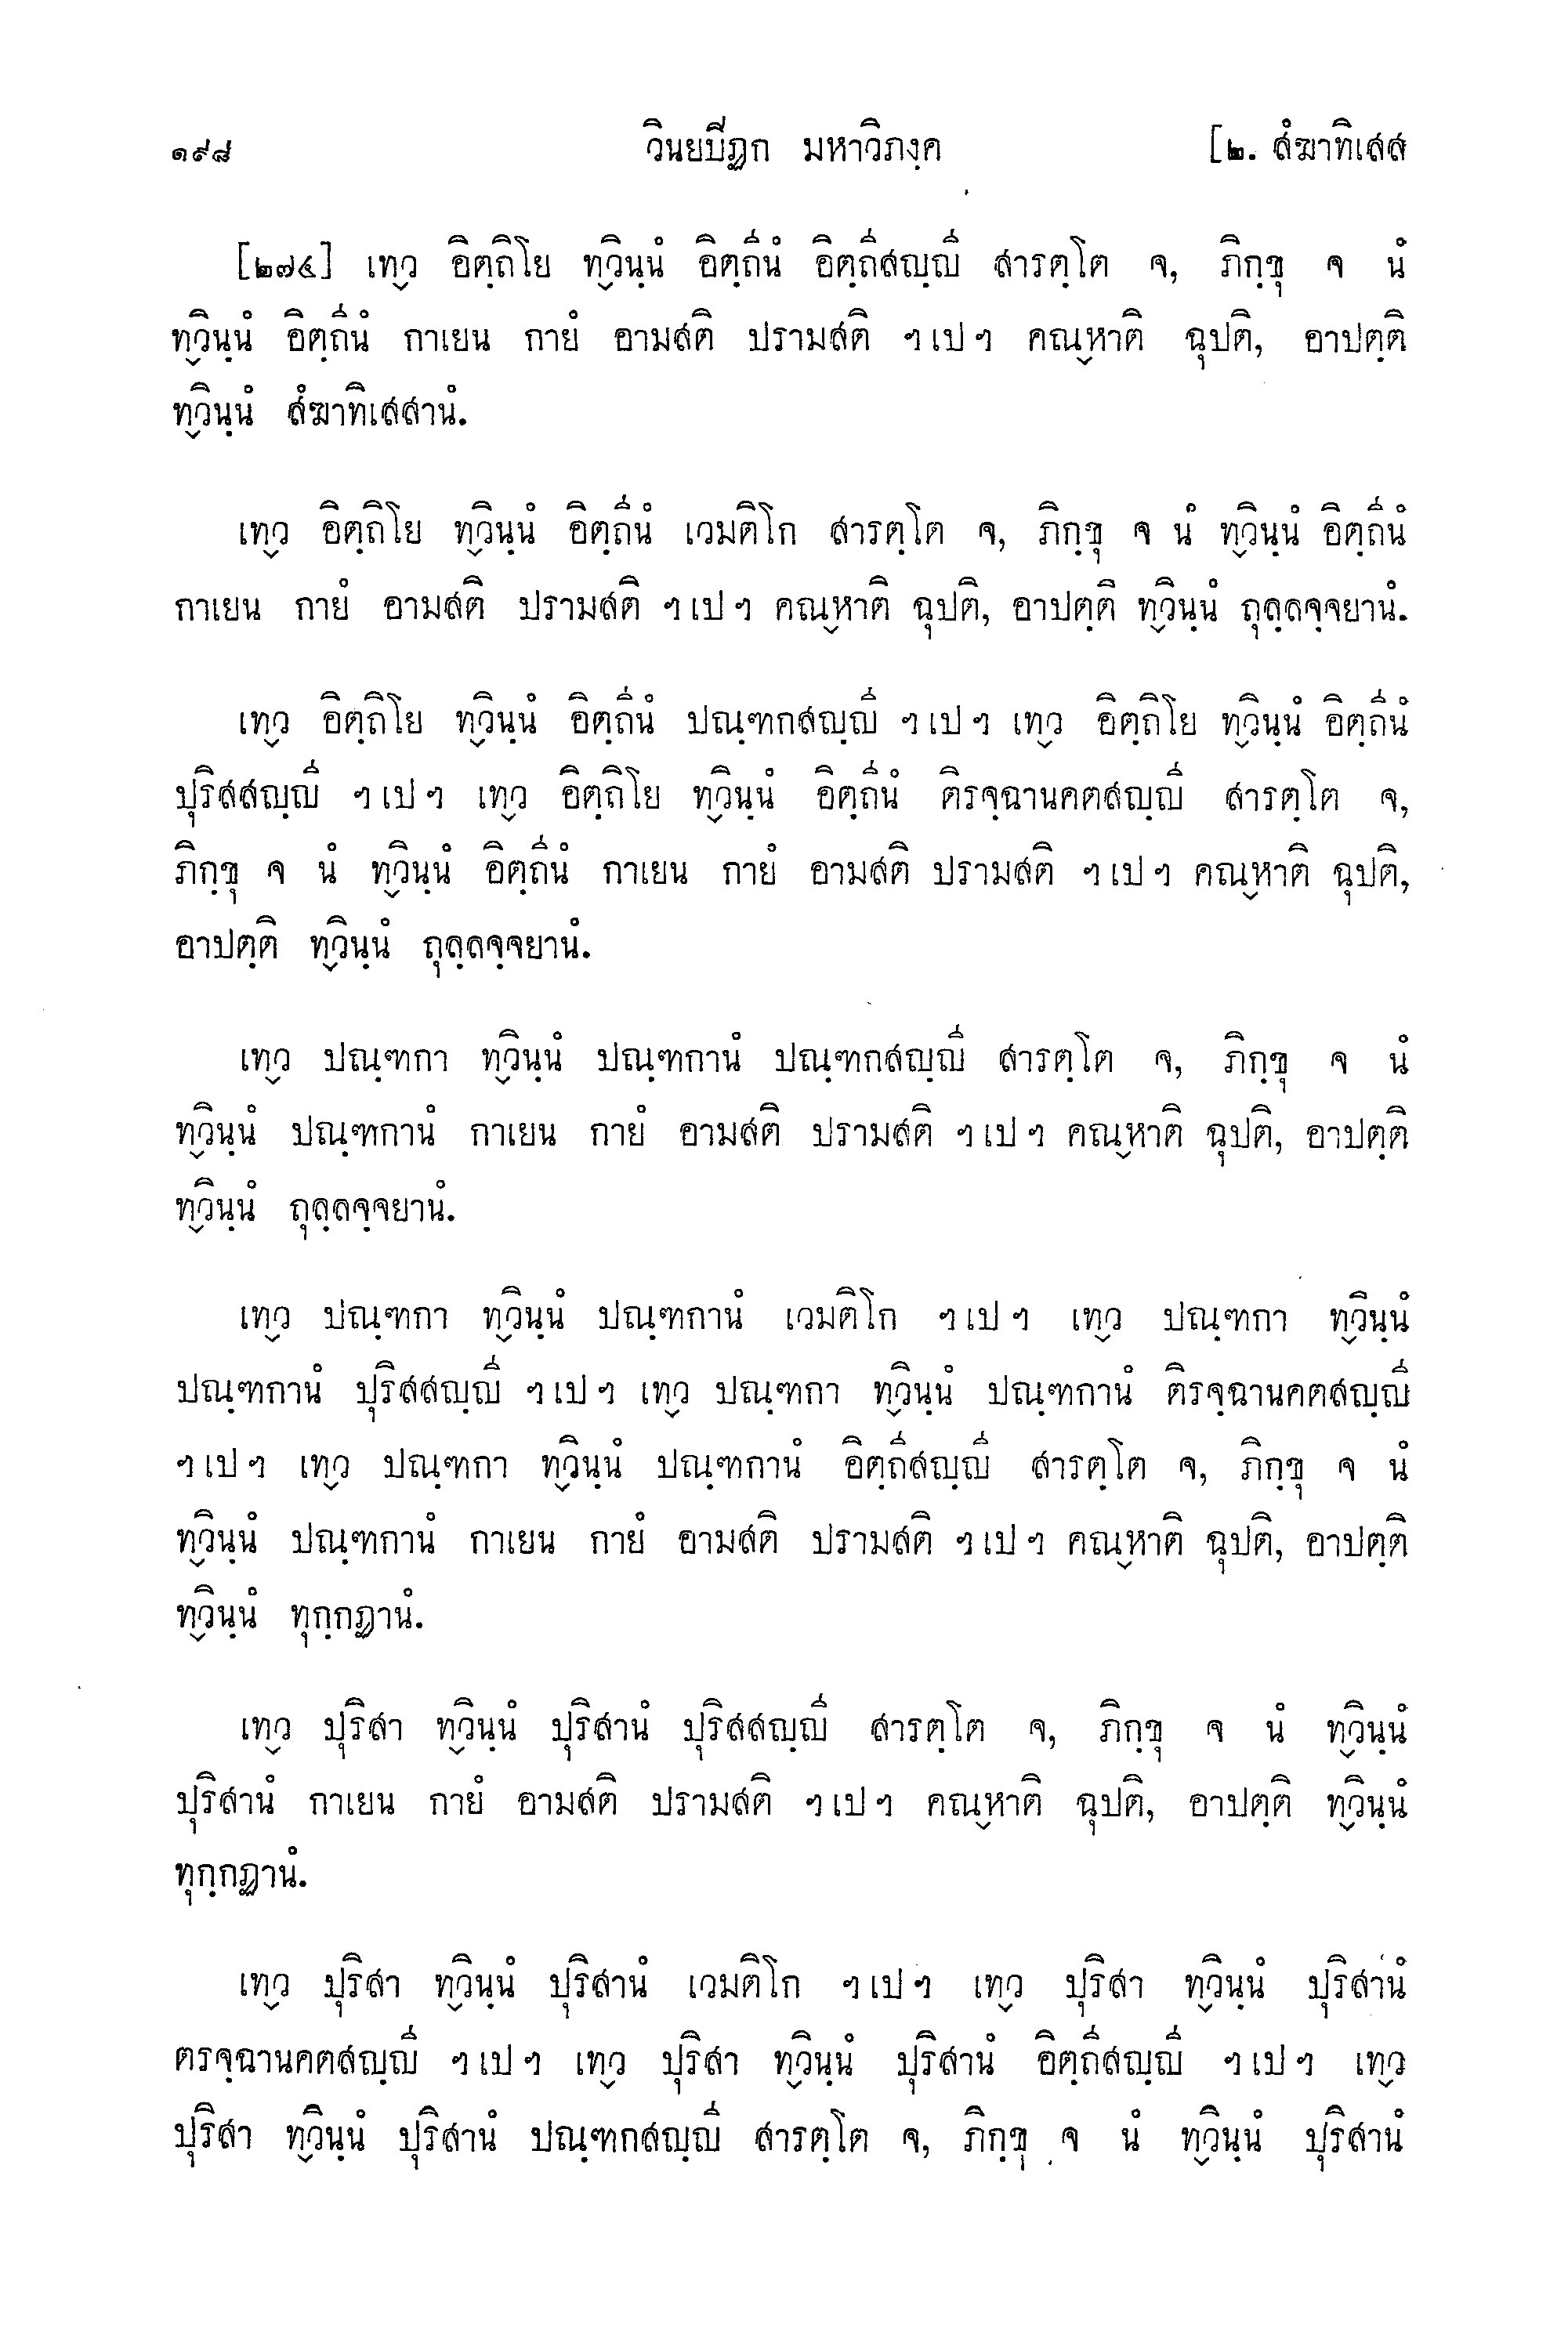 ๑๙๘ วินยปีฏก มหาวิภงฺค [๒. สํฆาทิเสส
[๒๗๔] เทฺว อิตฺถิโย ทฺวินฺนํ อิตฺถีนํ อิตฺถีสญฺญี สารตฺโต จ, ภิกฺขุ จ นํ
ทฺวินฺนํ อิตฺถีนํ กาเยน กายํ อามสติ ปรามสติ ฯเปฯ คณฺหาติ ฉุปติ, อาปตฺติ
ทฺวินฺนํ สํฆาทิเสสานํ.
เทฺว อิตฺถิโย ทฺวินฺนํ อิตฺถีนํ เวมติโก สารตฺโต จ, ภิกฺขุ จ นํ ทฺวินฺนํ อิตฺถีนํ
กาเยน กายํ อามสติ ปรามสติ ฯเปฯ คณฺหาติ ฉุปติ, อาปตฺติ ทฺวินฺนํ ถุลฺลจฺจยานํ.
เทฺว อิตฺถิโย ทฺวินฺนํ อิตฺถีนํ ปณฺฑกสญฺญี ฯเปฯ เทฺว อิตฺถิโย ทฺวินฺนํ อิตฺถีนํ
ปุริสสญฺญี ฯเปฯ เทฺว อิตฺถิโย ทฺวินฺนํ อิตฺถีนํ ติรจฺฉานคตสญฺญี สารตฺโต จ,
ภิกฺขุ จ นํ ทฺวินฺนํ อิตฺถีนํ กาเยน กายํ อามสติ ปรามสติ ฯเปฯ คณฺหาติ ฉุปติ,
อาปตฺติ ทฺวินฺนํ ถุลฺลจฺจยานํ.
เทฺว ปณฺฑกา ทฺวินฺนํ ปณฺฑกานํ ปณฺฑกสญฺญี สารตฺโต จ, ภิกฺขุ จ นํ
ทฺวินฺนํ ปณฺฑกานํ กาเยน กายํ อามสติ ปรามสติ ฯเปฯ คณฺหาติ ฉุปติ, อาปตฺติ
ทฺวินฺนํ ถุลฺลจฺจยานํ.
เทฺว ปณฺฑกา ทฺวินฺนํ ปณฺฑกานํ เวมติโก ฯเปฯ เทฺว ปณฺฑกา ทฺวินฺนํ
ปณฺฑกานํ ปุริสสญฺญี ฯเปฯ เทฺว ปณฺฑกา ทฺวินฺนํ ปณฺฑกานํ ติรจฺฉานคตสญฺญี
ฯเปฯ เทฺว ปณฺฑกา ทฺวินฺนํ ปณฺฑกานํ อิตฺถีสญฺญี สารตฺโต จ, ภิกฺขุ จ นํ
ทฺวินฺนํ ปณฺฑกานํ กาเยน กายํ อามสติ ปรามสติ ฯเปฯ คณฺหาติ ฉุปติ, อาปตฺติ
ทฺวินฺนํ ทุกฺกฏานํ.
เทฺว ปุริสา ทฺวินฺนํ ปุริสานํ ปุริสสญฺญี สารตฺโต จ, ภิกฺขุ จ นํ ทฺวินฺนํ
ปุริสานํ กาเยน กายํ อามสติ ปรามสติ ฯเปฯ คณฺหาติ ฉุปติ, อาปตฺติ ทฺวินฺนํ
ทุกฺกฏานํ.
เทฺว ปุริสา ทฺวินฺนํ ปุริสานํ เวมติโก ฯเปฯ เทฺว ปุริสา ทฺวินฺนํ ปุริสานํ
ตรจฺฉานคตสญฺญี ฯเปฯ เทฺว ปุริสา ทฺวินฺนํ ปุริสานํ อิตฺถีสญฺญี ฯเปฯ เทฺว
ปุริสา ทฺวินฺนํ ปุริสานํ ปณฺฑกสญฺญี สารตฺโต จ, ภิกฺขุ จ นํ ทฺวินฺนํ ปุริสานํ